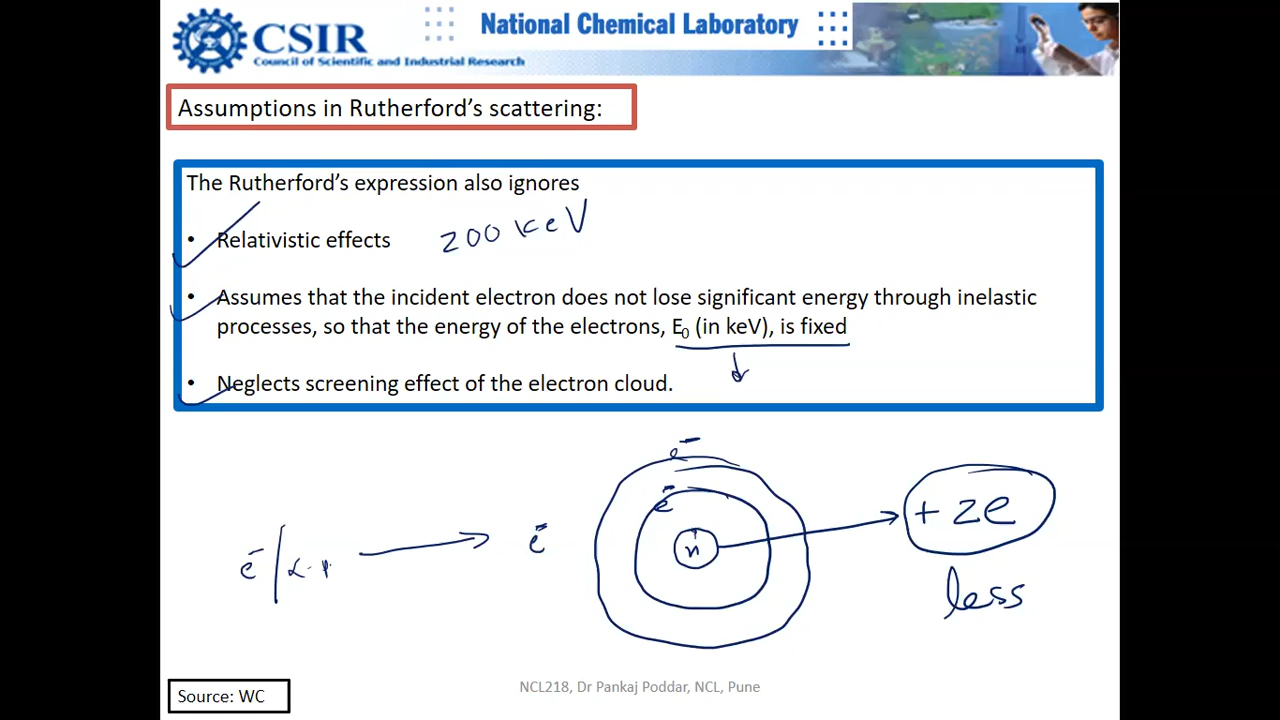 CSIR
Council of Scientific and Industrial Research
National Chemical Laboratory
Assumptions in Rutherford's scattering:
The Rutherford's expression also ignores
• Relativistic effects 200 KeV
• Assumes that the incident electron does not lose significant energy through inelastic
processes, so that the energy of the electrons, E₀ (in keV), is fixed
• Neglects screening effect of the electron cloud.
e⁻
e⁻
+ze
n
e⁻
e⁻
less
NCL218, Dr Pankaj Poddar, NCL, Pune
Source: WC